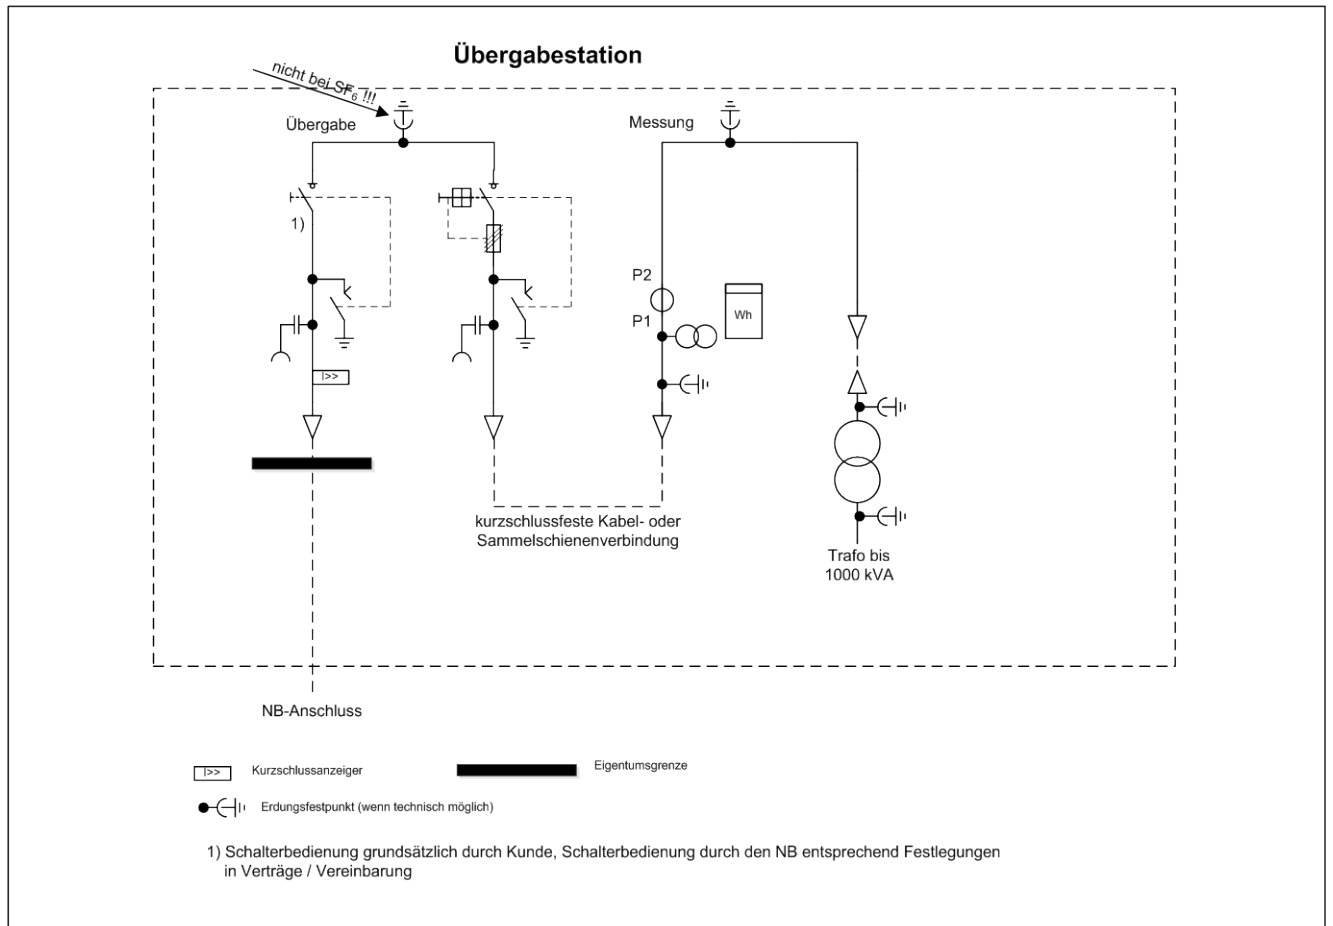 Übergabestation
nicht bei SF6 !!!
Übergabe
Messung
1)
P2
P1
Wh
I>>
kurzschlussfeste Kabel- oder
Sammelschienenverbindung
Trafo bis
1000 kVA
NB-Anschluss
I>>
Kurzschlussanzeiger
Eigentumsgrenze
Erdungsfestpunkt (wenn technisch möglich)
1) Schalterbedienung grundsätzlich durch Kunde, Schalterbedienung durch den NB entsprechend Festlegungen
in Verträge / Vereinbarung